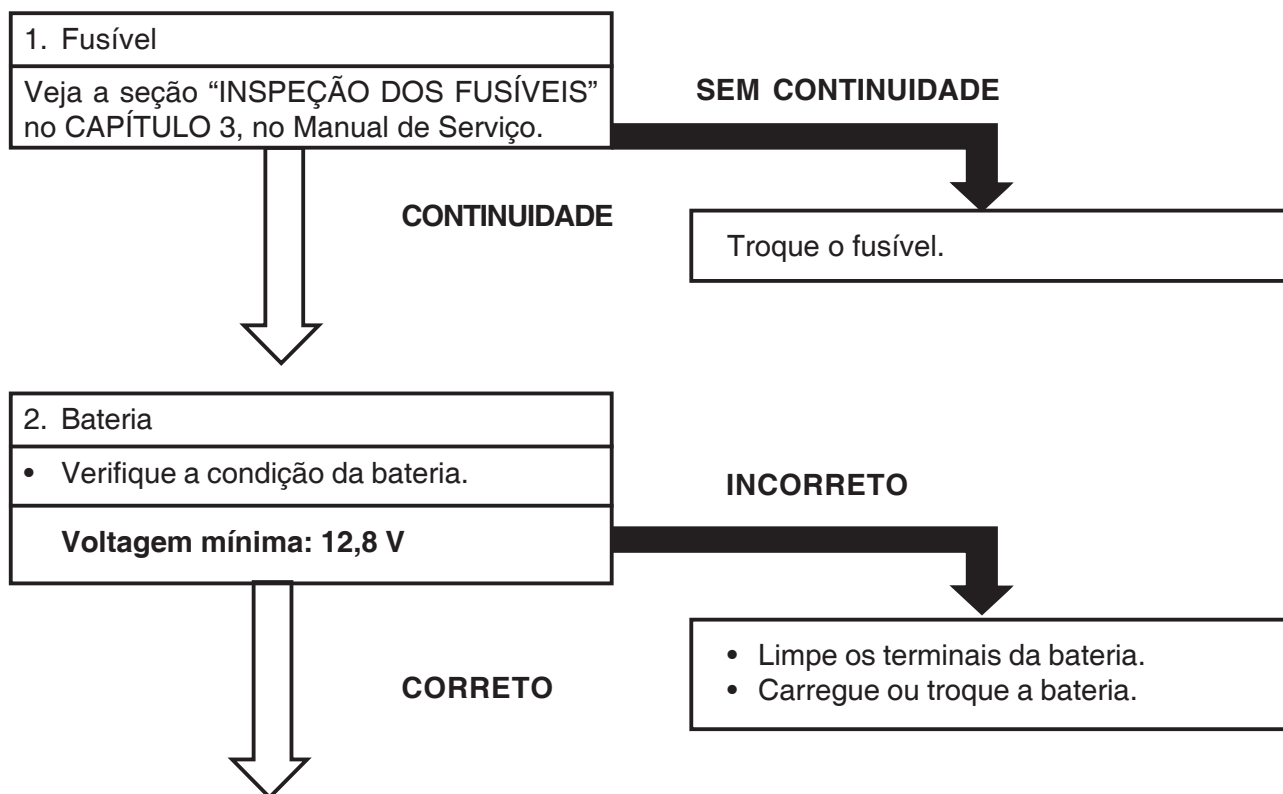 1. Fusível
Veja a seção “INSPEÇÃO DOS FUSÍVEIS”
no CAPÍTULO 3, no Manual de Serviço.
SEM CONTINUIDADE
CONTINUIDADE
Troque o fusível.
2. Bateria
• Verifique a condição da bateria.
Voltagem mínima: 12,8 V
INCORRETO
CORRETO
• Limpe os terminais da bateria.
• Carregue ou troque a bateria.